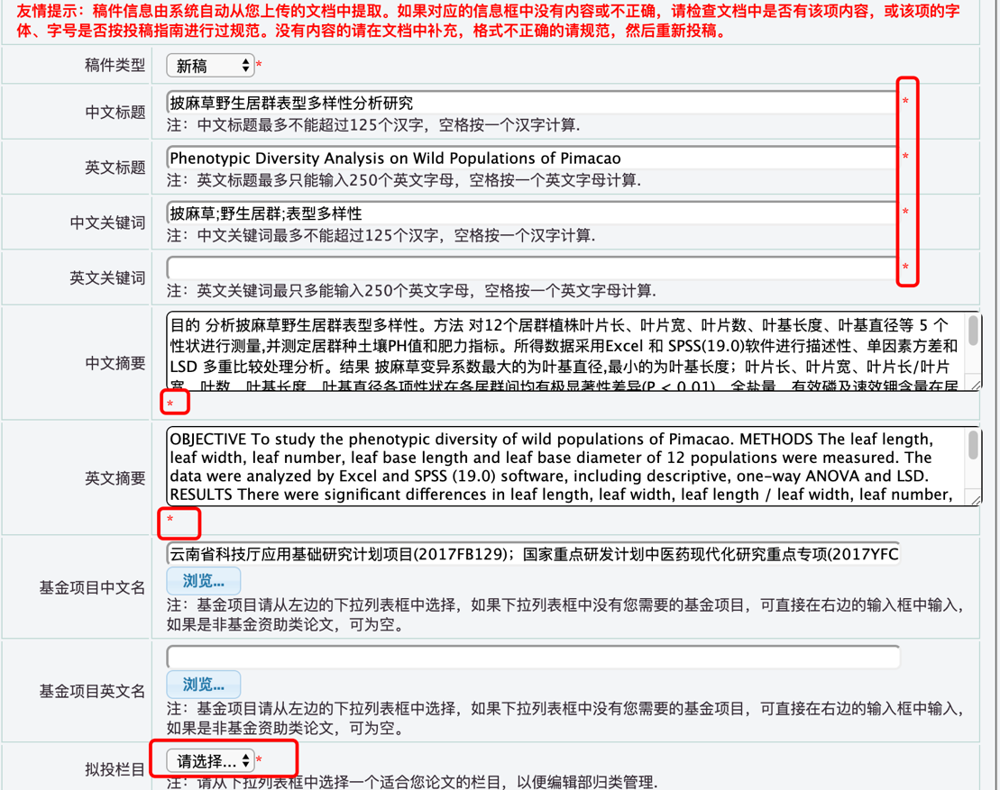 友情提示：稿件信息由系统自动从您上传的文档中提取。如果对应的信息框中没有内容或不正确，请检查文档中是否有该项内容，或该项的字
体、字号是否按投稿指南进行过规范。没有内容的请在文档中补充，格式不正确的请规范，然后重新投稿。
稿件类型 新稿 *
中文标题 披麻草野生居群表型多样性分析研究 *
注：中文标题最多不能超过125个汉字，空格按一个汉字计算.
英文标题 Phenotypic Diversity Analysis on Wild Populations of Pimacao *
注：英文标题最多只能输入250个英文字母，空格按一个英文字母计算.
中文关键词 披麻草;野生居群;表型多样性 *
注：中文关键词最多不能超过125个汉字，空格按一个汉字计算.
英文关键词 *
注：英文关键词最只多能输入250个英文字母，空格按一个英文字母计算.
中文摘要
目的 分析披麻草野生居群表型多样性。方法 对12个居群植株叶片长、叶片宽、叶片数、叶基长度、叶基直径等 5 个
性状进行测量,并测定居群种土壤PH值和肥力指标。所得数据采用Excel 和 SPSS(19.0)软件进行描述性、单因素方差和
LSD 多重比较处理分析。结果 披麻草变异系数最大的为叶基直径,最小的为叶基长度；叶片长、叶片宽、叶片长/叶片
宽、叶数、叶基长度、叶基直径各项性状在各居群间均有极显著性差异(P < 0.01)。全盐量、有效磷及速效钾含量在居
*
英文摘要
OBJECTIVE To study the phenotypic diversity of wild populations of Pimacao. METHODS The leaf length,
leaf width, leaf number, leaf base length and leaf base diameter of 12 populations were measured. The
data were analyzed by Excel and SPSS (19.0) software, including descriptive, one-way ANOVA and LSD.
RESULTS There were significant differences in leaf length, leaf width, leaf length / leaf width, leaf number,
*
基金项目中文名 云南省科技厅应用基础研究计划项目(2017FB129)；国家重点研发计划中医药现代化研究重点专项(2017YFC
浏览...
注：基金项目请从左边的下拉列表框中选择，如果下拉列表框中没有您需要的基金项目，可直接在右边的输入框中输入，
如果是非基金资助类论文，可为空。
基金项目英文名
浏览...
注：基金项目请从左边的下拉列表框中选择，如果下拉列表框中没有您需要的基金项目，可直接在右边的输入框中输入，
如果是非基金资助类论文，可为空。
拟投栏目 请选择... *
注：请从下拉列表框中选择一个适合您论文的栏目，以便编辑部归类管理.